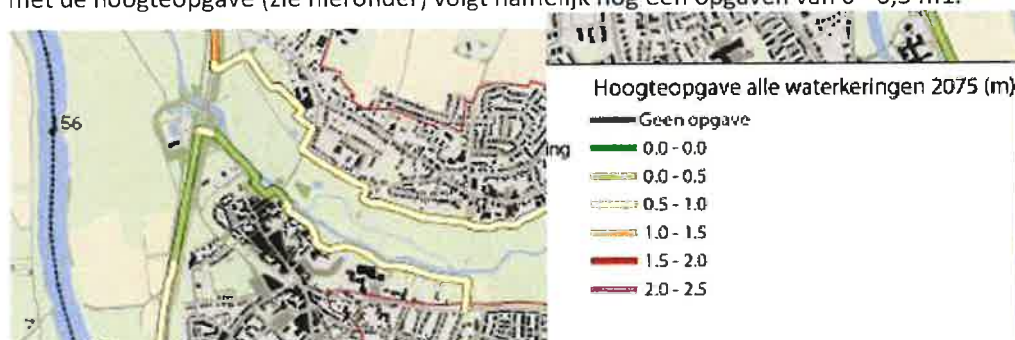 met de hoogteopgave (zie hieronder) volgt namelijk nog een opgaven van 0 - 0,5 m1.
56
ing
Hoogteopgave alle waterkeringen 2075 (m)
Geen opgave
0.0 - 0.0
0.0 - 0.5
0.5 - 1.0
1.0 - 1.5
1.5 - 2.0
2.0 - 2.5